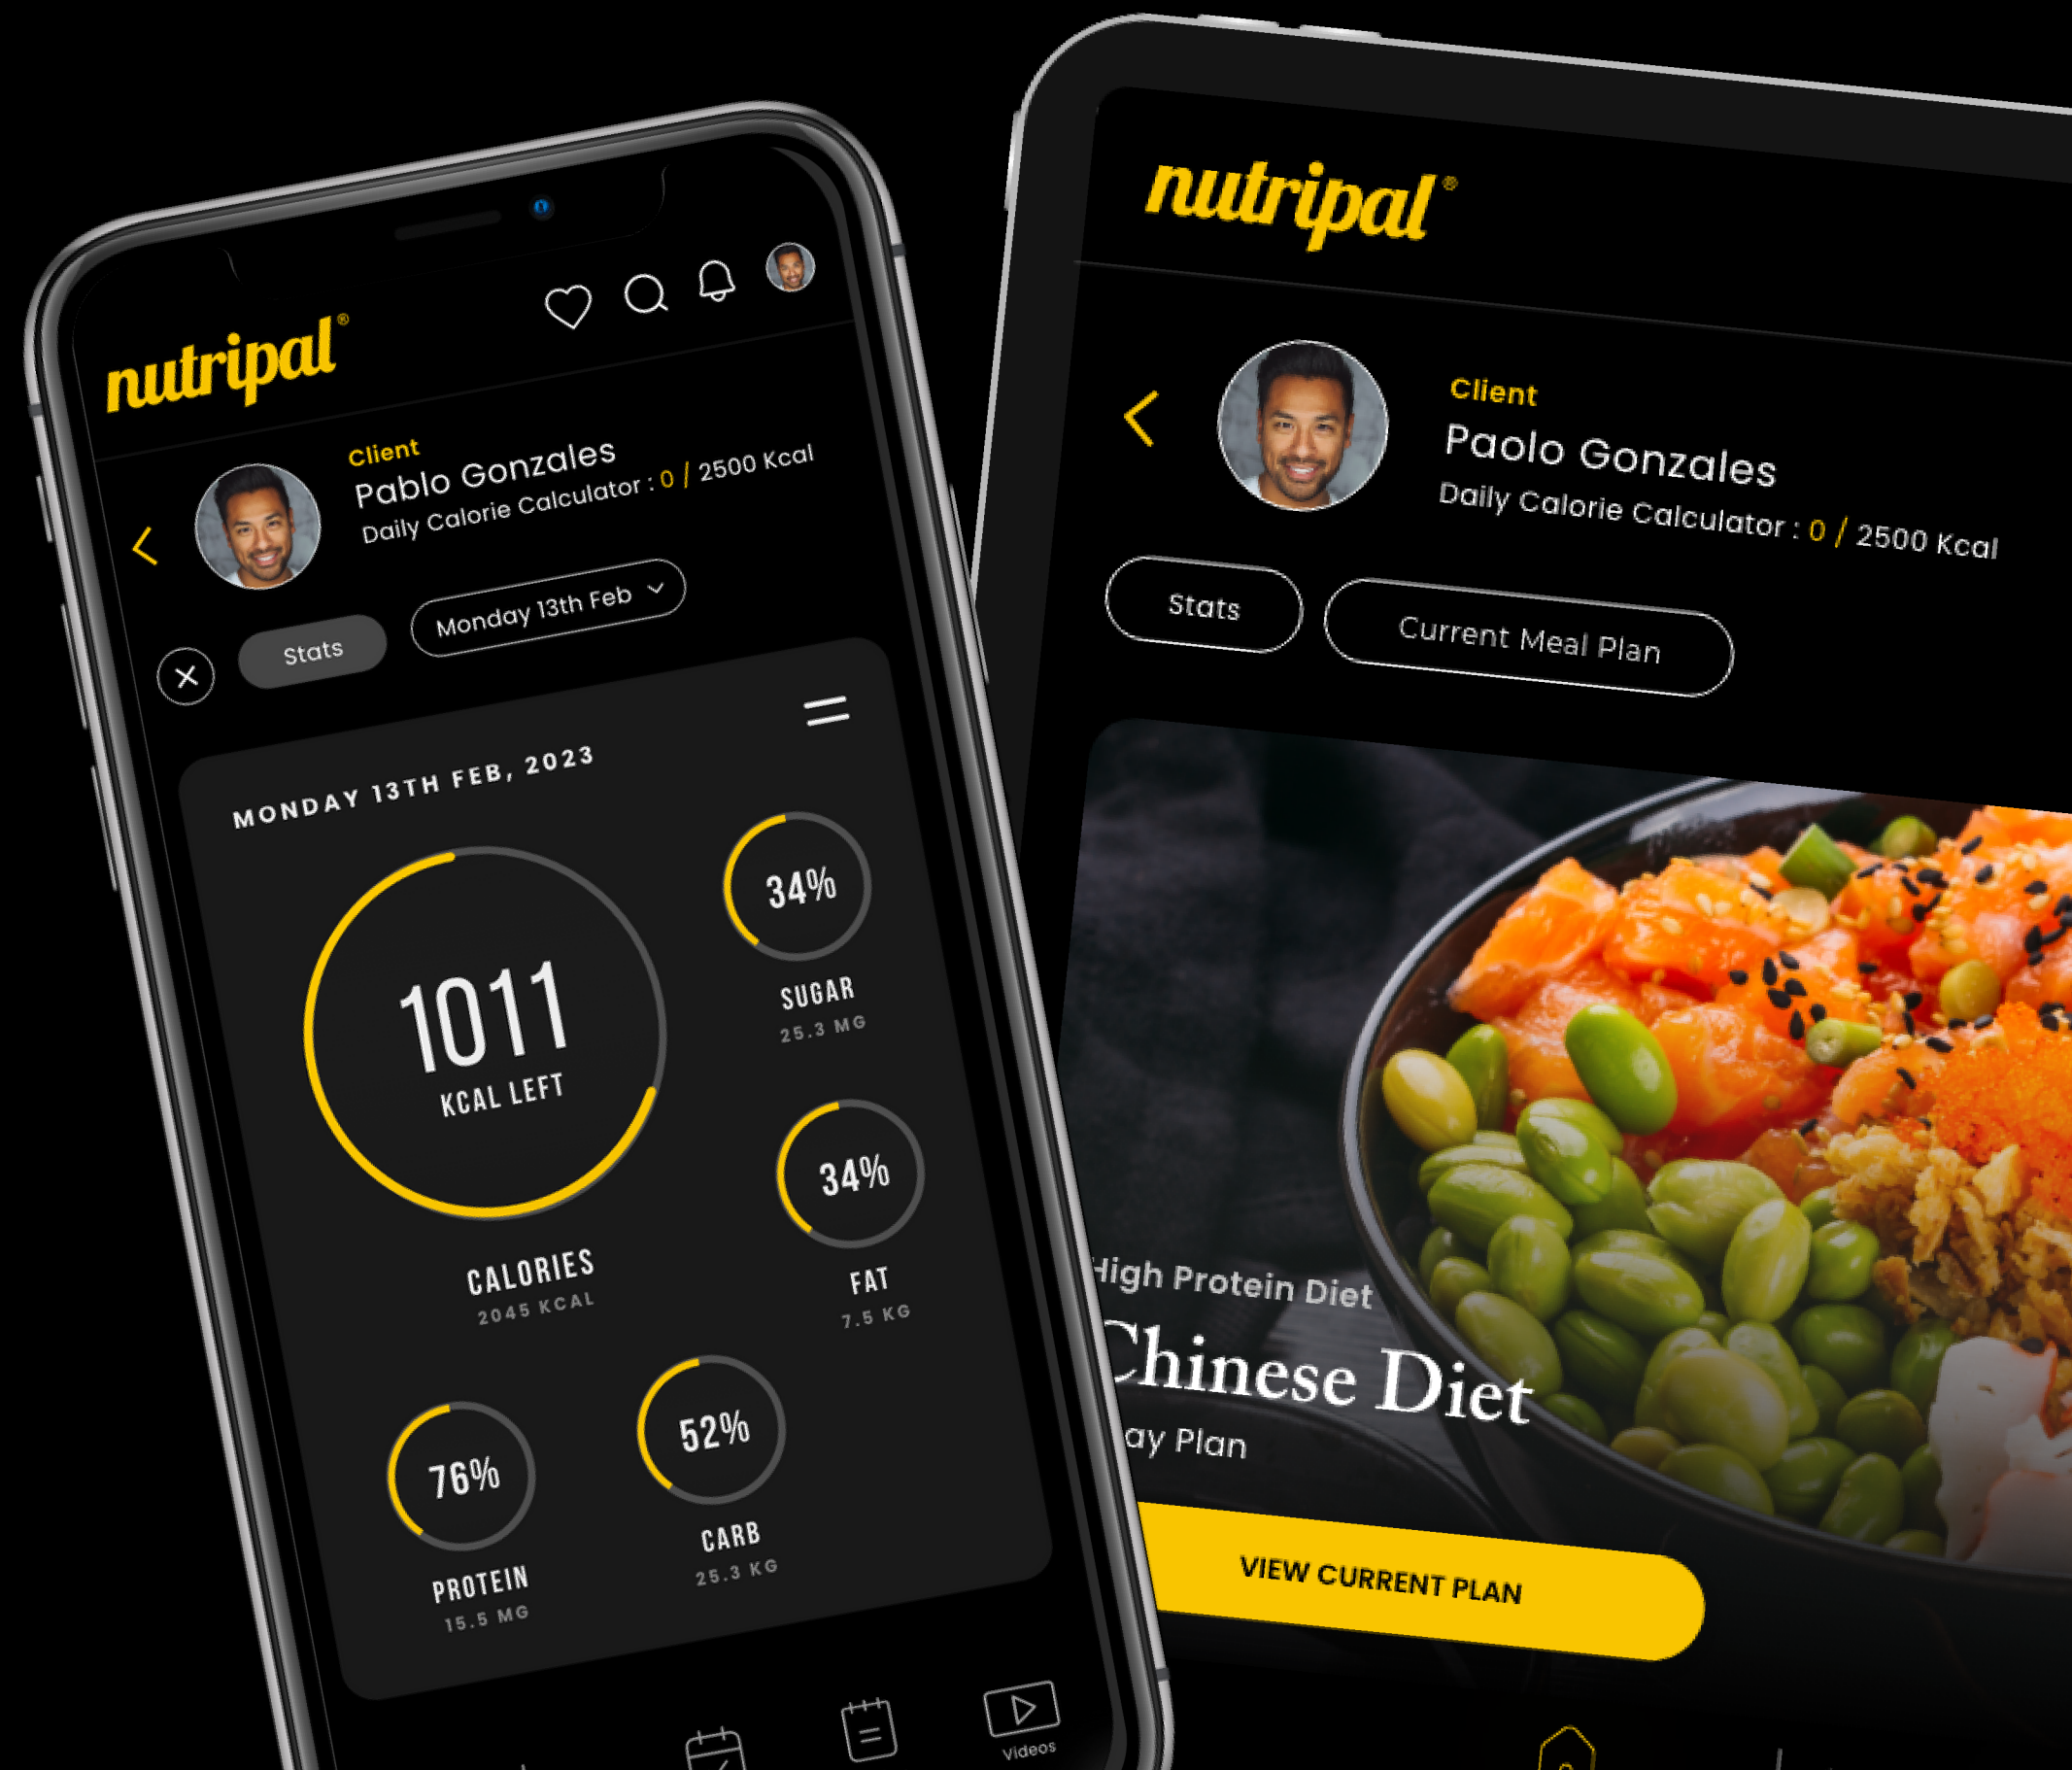 nutripal®
Client
Pablo Gonzales
Daily Calorie Calculator : 0 / 2500 Kcal
Stats
Monday 13th Feb
MONDAY 13TH FEB, 2023
1011
KCAL LEFT
CALORIES
2045 KCAL
34%
SUGAR
25.3 MG
34%
FAT
7.5 KG
76%
PROTEIN
15.5 MG
52%
CARB
25.3 KG
Videos
nutripal®
Client
Paolo Gonzales
Daily Calorie Calculator : 0 / 2500 Kcal
Stats
Current Meal Plan
High Protein Diet
Chinese Diet
ay Plan
VIEW CURRENT PLAN